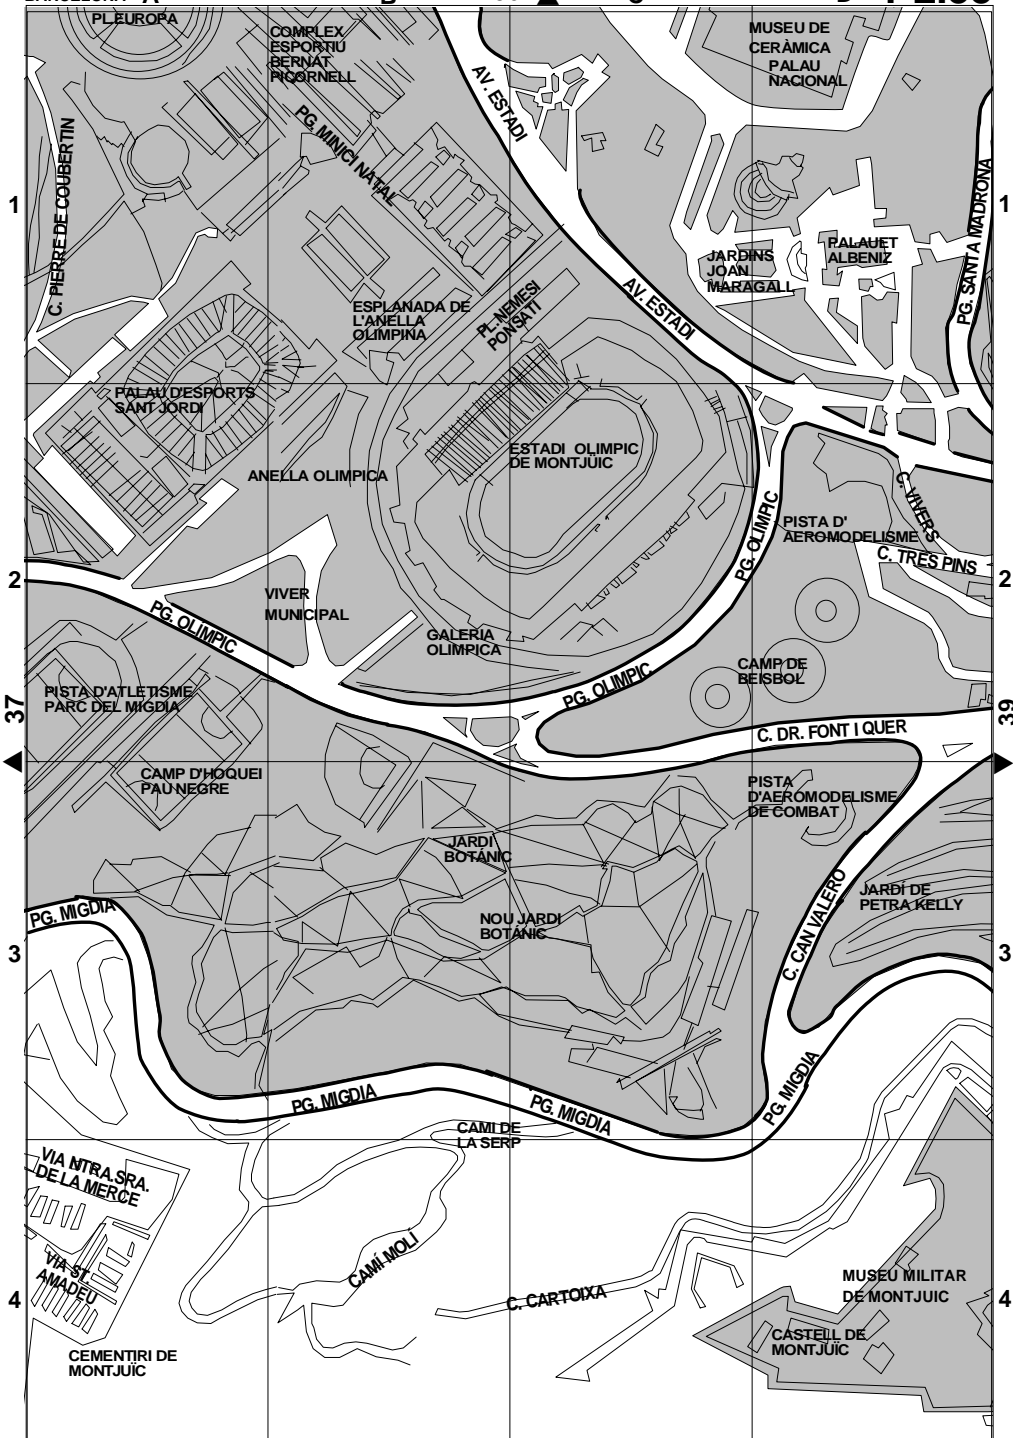 PL.EUROPA
COMPLEX
ESPORTIU
BERNAT
PICORNELL
AV. ESTADI
MUSEU DE
CERÀMICA
PALAU
NACIONAL
PG. MINICI NATAL
C. PIERRE DE COUBERTIN
1
1
PG. SANTA MADRONA
PALAUET
ALBENIZ
JARDINS
JOAN
MARAGALL
ESPLANADA DE
L'ANELLA
OLIMPINA
PL. NEMESI
PONSATI
AV. ESTADI
PALAU D'ESPORTS
SANT JORDI
ESTADI OLIMPIC
DE MONTJÜIC
ANELLA OLIMPICA
C. VIVERS
PISTA D'
AEROMODELISME
PG. OLIMPIC
C. TRES PINS
2
2
VIVER
MUNICIPAL
PG. OLIMPIC
GALERIA
OLIMPICA
CAMP DE
BEISBOL
PG. OLIMPIC
PISTA D'ATLETISME
PARC DEL MIGDIA
37
39
C. DR. FONT I QUER
CAMP D'HOQUEI
PAU NEGRE
PISTA
D'AEROMODELISME
DE COMBAT
JARDI
BOTÁNIC
JARDÍ DE
PETRA KELLY
PG. MIGDIA
NOU JARDI
BOTÁNIC
C. CAN VALERO
3
3
PG. MIGDIA
PG. MIGDIA
PG. MIGDIA
CAMI DE
LA SERP
VIA NTRA.SRA.
DE LA MERCE
CAMÍ MOLÍ
VIA ST.
AMADEU
C. CARTOIXA
MUSEU MILITAR
DE MONTJUIC
4
4
CASTELL DE
MONTJUÏC
CEMENTIRI DE
MONTJUÏC